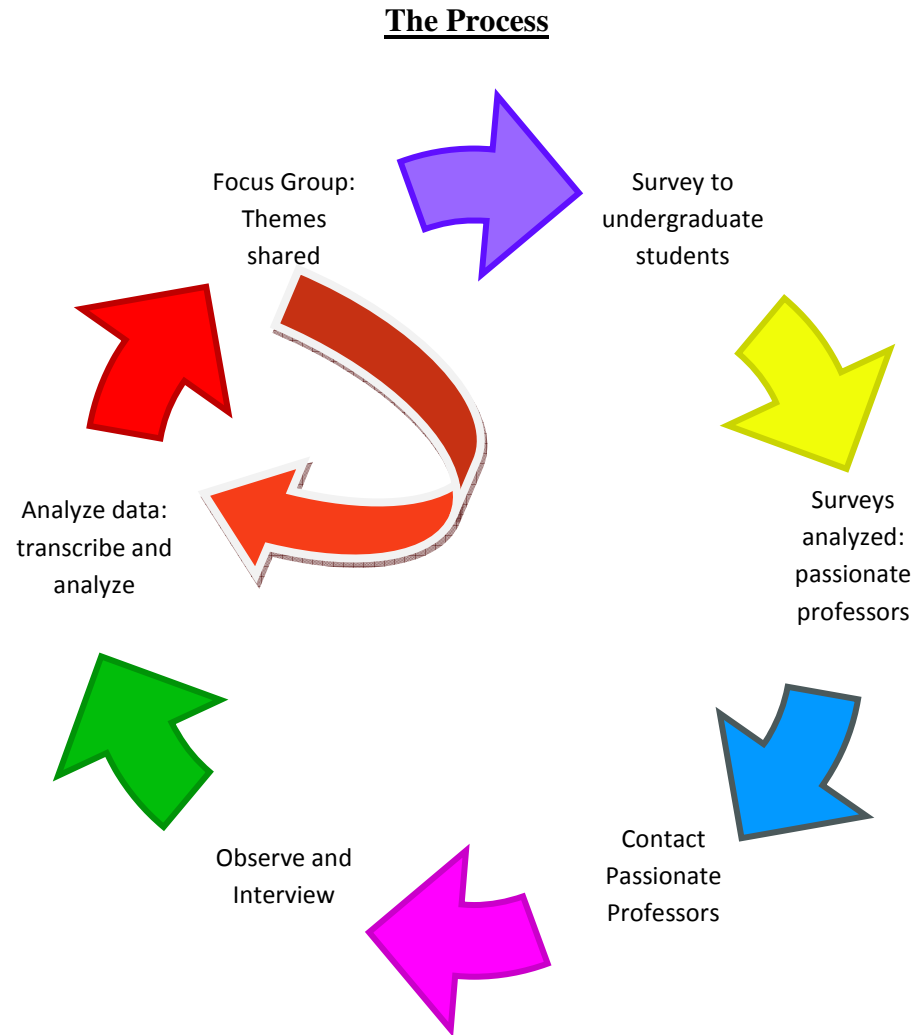 The Process
Focus Group:
Themes
shared
Survey to
undergraduate
students
Surveys
analyzed:
passionate
professors
Contact
Passionate
Professors
Observe and
Interview
Analyze data:
transcribe and
analyze